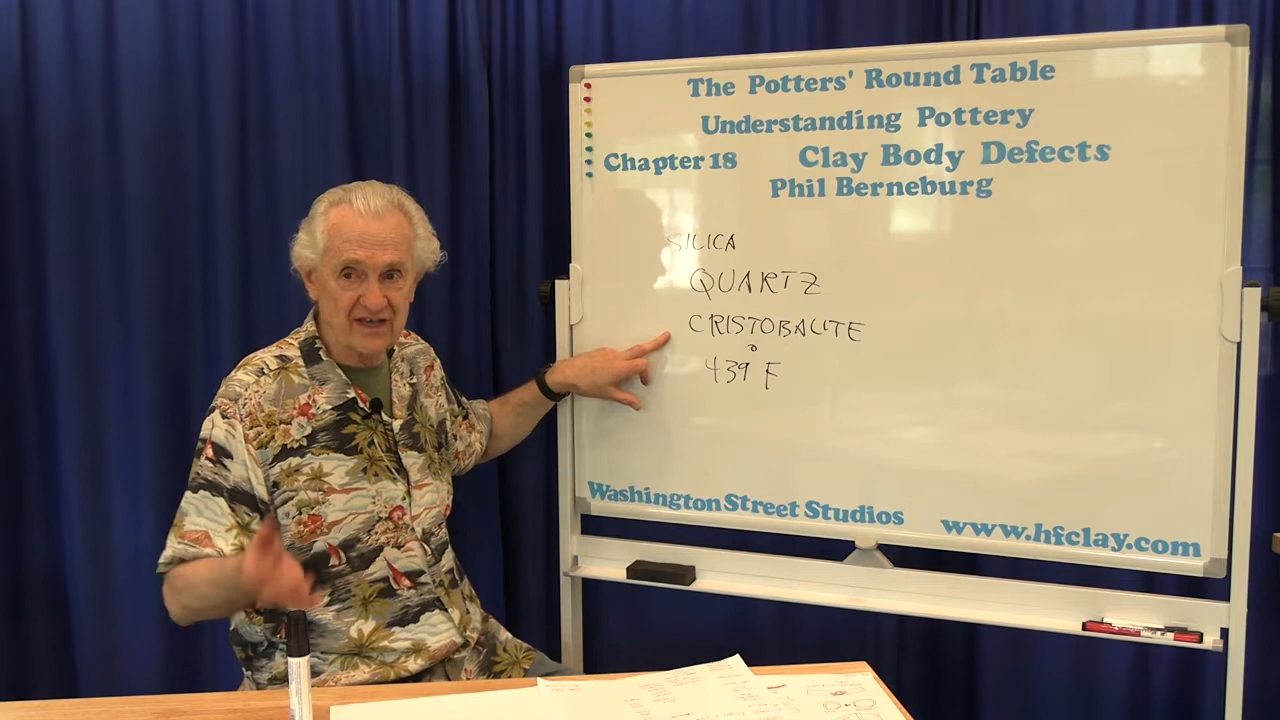 The Potters' Round Table
Understanding Pottery
Chapter 18 Clay Body Defects
Phil Berneburg
SILICA
QUARTZ
CRISTOBALITE
439° F
Washington Street Studios
www.hfclay.com